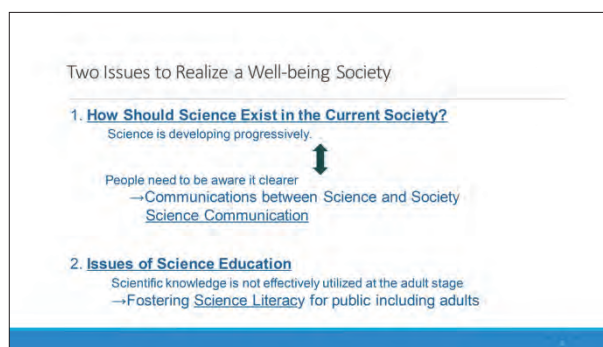 Two Issues to Realize a Well-being Society
1. How Should Science Exist in the Current Society?
Science is developing progressively.
People need to be aware it clearer
→Communications between Science and Society
Science Communication
2. Issues of Science Education
Scientific knowledge is not effectively utilized at the adult stage
→Fostering Science Literacy for public including adults